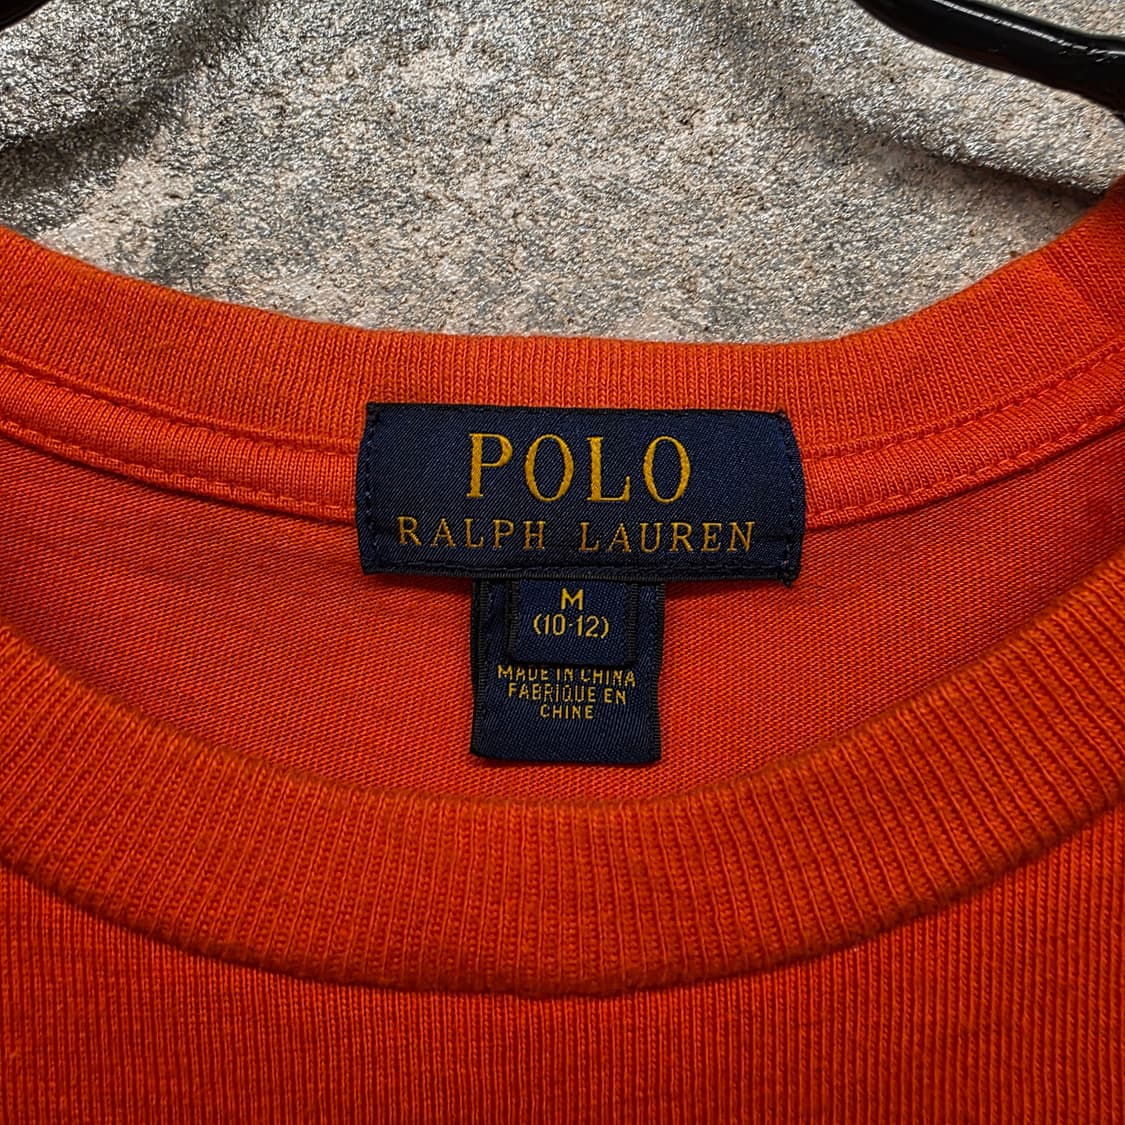 POLO
RALPH LAUREN
M
(10-12)
MADE IN CHINA
FABRIQUE EN
CHINE